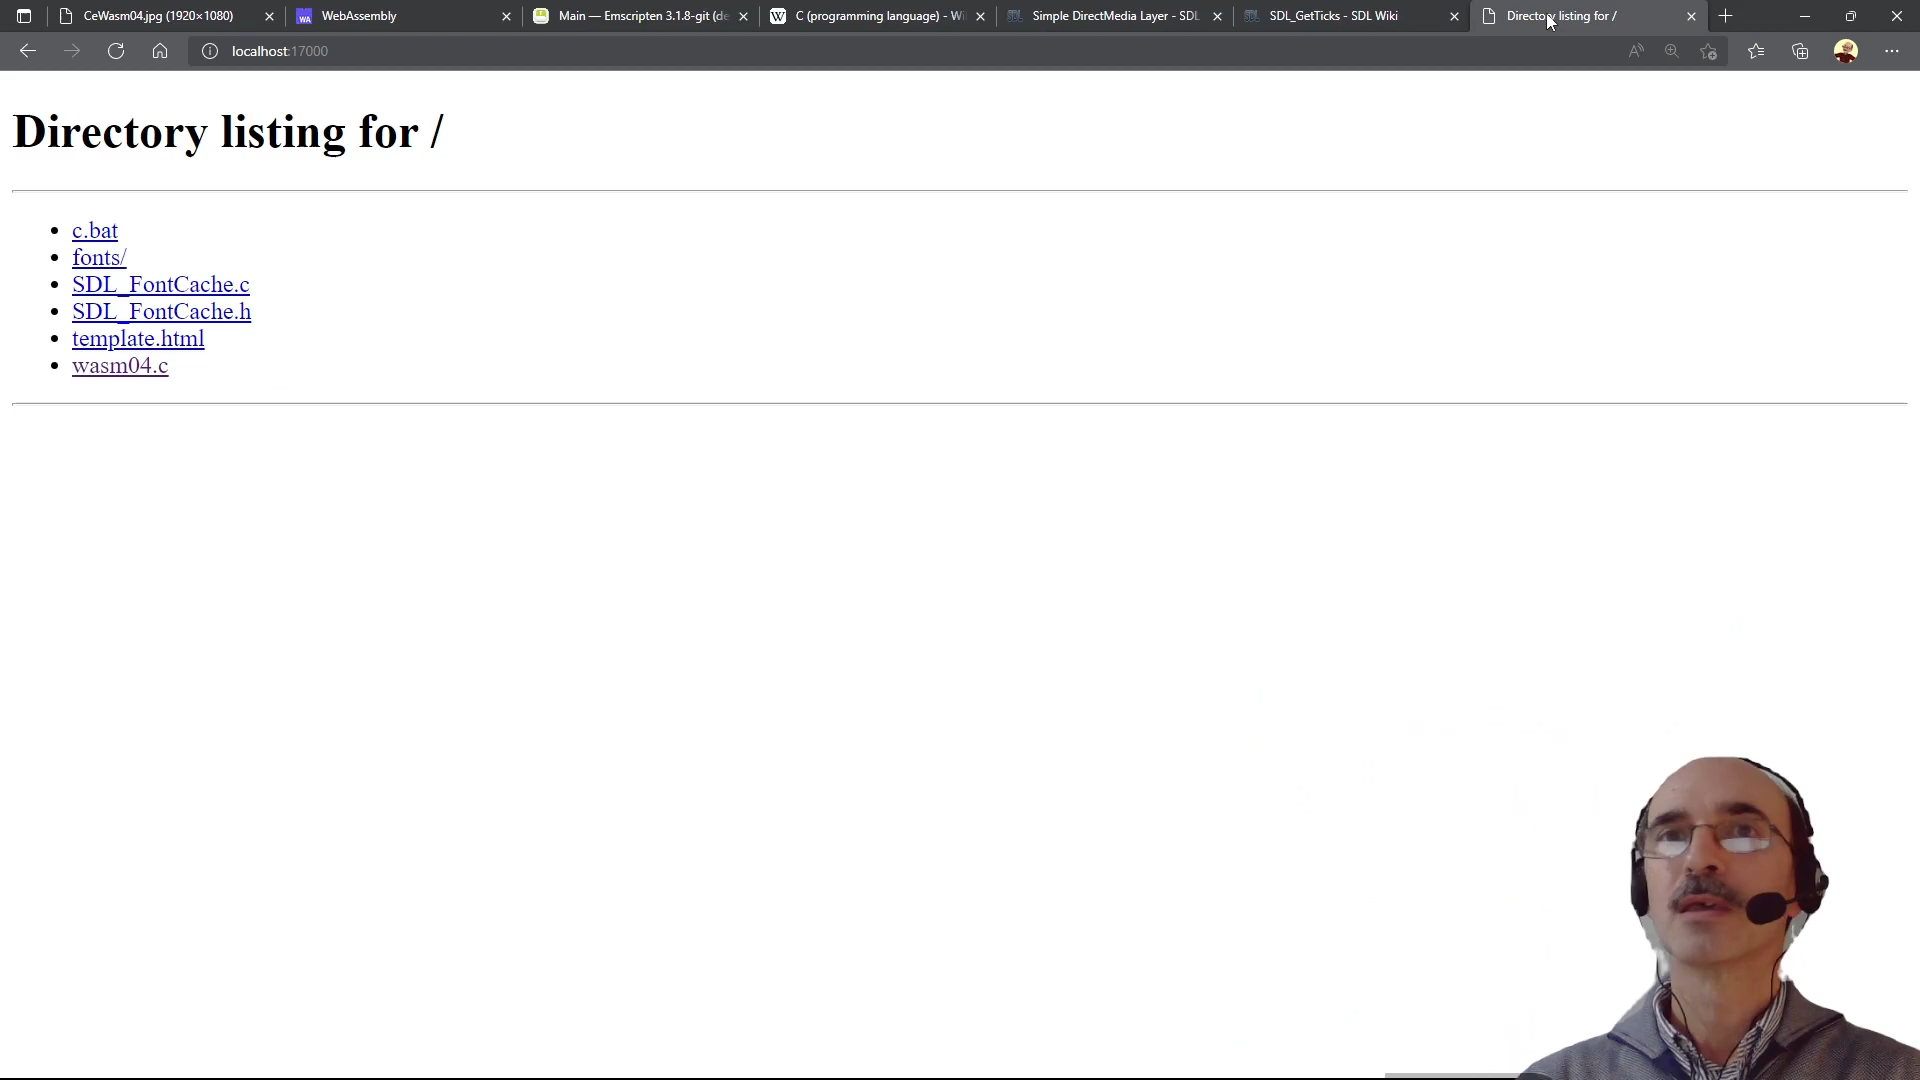 CeWasm04.jpg (1920×1080)
WebAssembly
Main — Emscripten 3.1.8-git (de
C (programming language) - Wi
Simple DirectMedia Layer - SDL
SDL_GetTicks - SDL Wiki
Directory listing for /
localhost:17000
Directory listing for /
c.bat
fonts/
SDL_FontCache.c
SDL_FontCache.h
template.html
wasm04.c